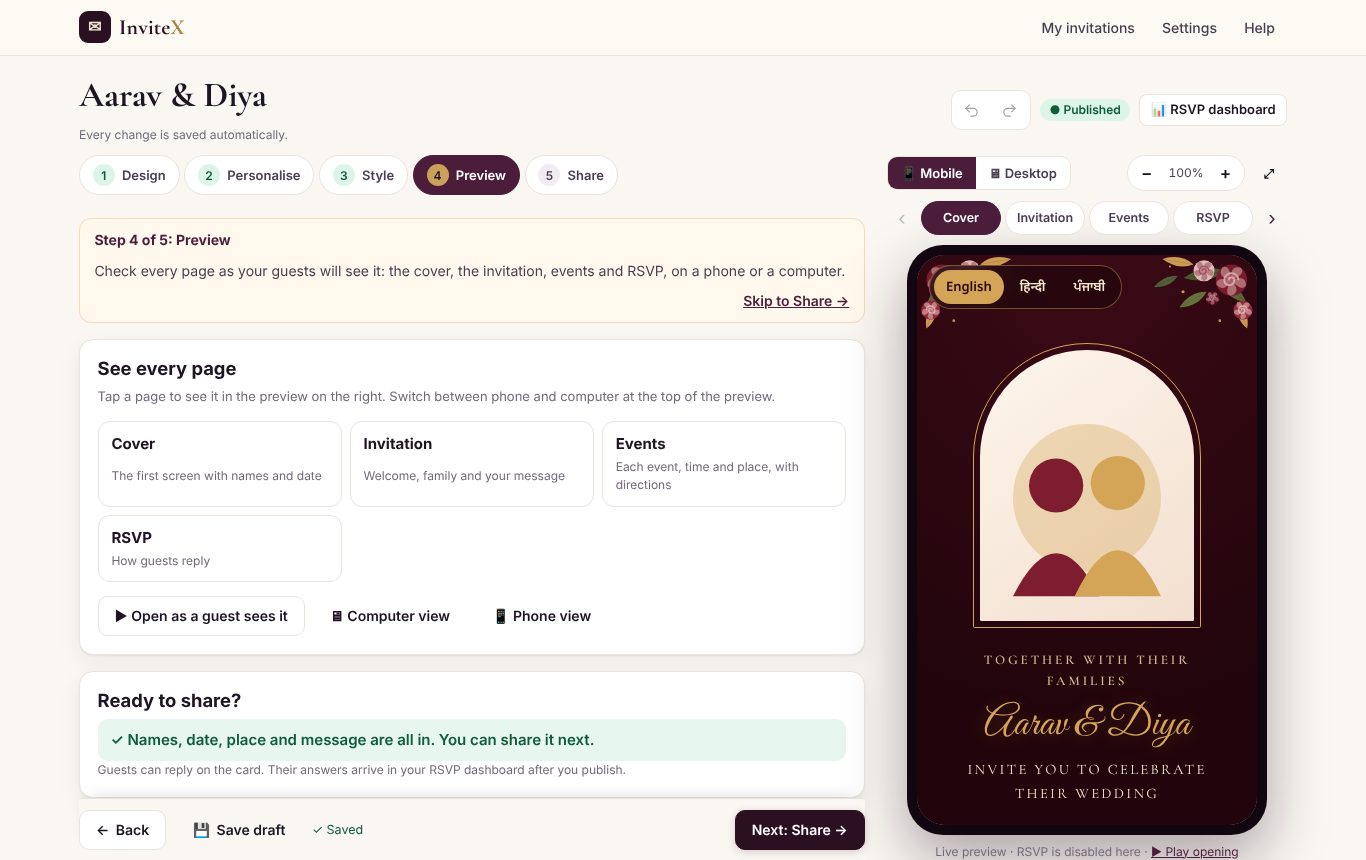 InviteX
My invitations
Settings
Help
Aarav & Diya
Every change is saved automatically.
Published
RSVP dashboard
1 Design
2 Personalise
3 Style
4 Preview
5 Share
Step 4 of 5: Preview
Check every page as your guests will see it: the cover, the invitation, events and RSVP, on a phone or a computer.
Skip to Share →
See every page
Tap a page to see it in the preview on the right. Switch between phone and computer at the top of the preview.
Cover
The first screen with names and date
Invitation
Welcome, family and your message
Events
Each event, time and place, with
directions
RSVP
How guests reply
▶ Open as a guest sees it
Computer view
Phone view
Ready to share?
✓ Names, date, place and message are all in. You can share it next.
Guests can reply on the card. Their answers arrive in your RSVP dashboard after you publish.
← Back
Save draft
✓ Saved
Next: Share →
Mobile
Desktop
− 100% +
‹
Cover
Invitation
Events
RSVP
›
English
हिन्दी
ਪੰਜਾਬੀ
TOGETHER WITH THEIR
FAMILIES
Aarav & Diya
INVITE YOU TO CELEBRATE
THEIR WEDDING
Live preview · RSVP is disabled here · ▶ Play opening